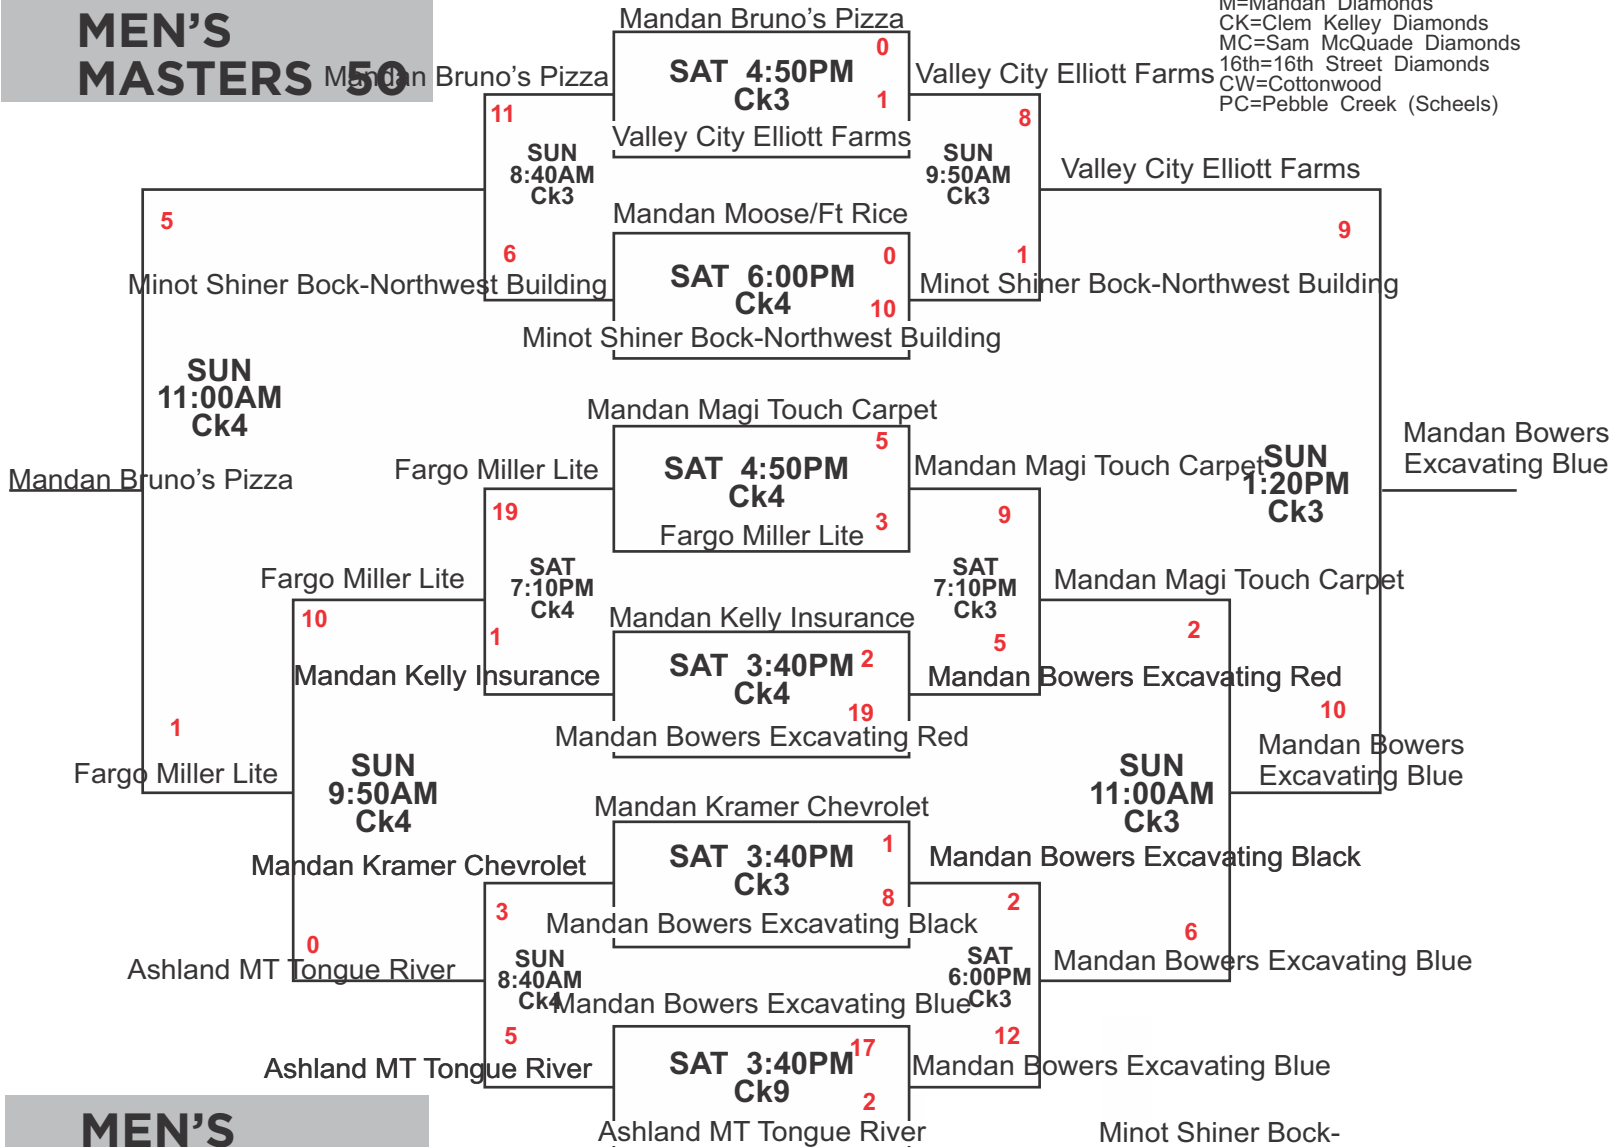 MEN'S
MASTERS 50
M=Mandan Diamonds
CK=Clem Kelley Diamonds
MC=Sam McQuade Diamonds
16th=16th Street Diamonds
CW=Cottonwood
PC=Pebble Creek (Scheels)
Mandan Bruno's Pizza
0
SAT 4:50PM
Ck3
1
Valley City Elliott Farms
Mandan Bruno's Pizza
11
SUN
8:40AM
Ck3
6
Minot Shiner Bock-Northwest Building
Valley City Elliott Farms
8
SUN
9:50AM
Ck3
1
Minot Shiner Bock-Northwest Building
Mandan Moose/Ft Rice
0
SAT 6:00PM
Ck4
10
Minot Shiner Bock-Northwest Building
Valley City Elliott Farms
9
5
SUN
11:00AM
Ck4
Mandan Bruno's Pizza
1
Fargo Miller Lite
Mandan Magi Touch Carpet
5
SAT 4:50PM
Ck4
3
Fargo Miller Lite
Fargo Miller Lite
19
SAT
7:10PM
Ck4
1
Mandan Kelly Insurance
Mandan Magi Touch Carpet
9
SAT
7:10PM
Ck3
5
Mandan Bowers Excavating Red
SUN
1:20PM
Ck3
Mandan Bowers
Excavating Blue
Fargo Miller Lite
10
Mandan Kelly Insurance
2
SAT 3:40PM
Ck4
19
Mandan Bowers Excavating Red
Mandan Magi Touch Carpet
2
10
Mandan Bowers
Excavating Blue
SUN
9:50AM
Ck4
0
Ashland MT Tongue River
SUN
11:00AM
Ck3
6
Mandan Bowers Excavating Blue
Mandan Kramer Chevrolet
1
SAT 3:40PM
Ck3
8
Mandan Bowers Excavating Black
Mandan Kramer Chevrolet
3
SUN
8:40AM
Ck4
5
Ashland MT Tongue River
Mandan Bowers Excavating Black
2
SAT
6:00PM
Ck3
12
Mandan Bowers Excavating Blue
Mandan Bowers Excavating Blue
17
SAT 3:40PM
Ck9
2
Ashland MT Tongue River
MEN'S
Minot Shiner Bock-